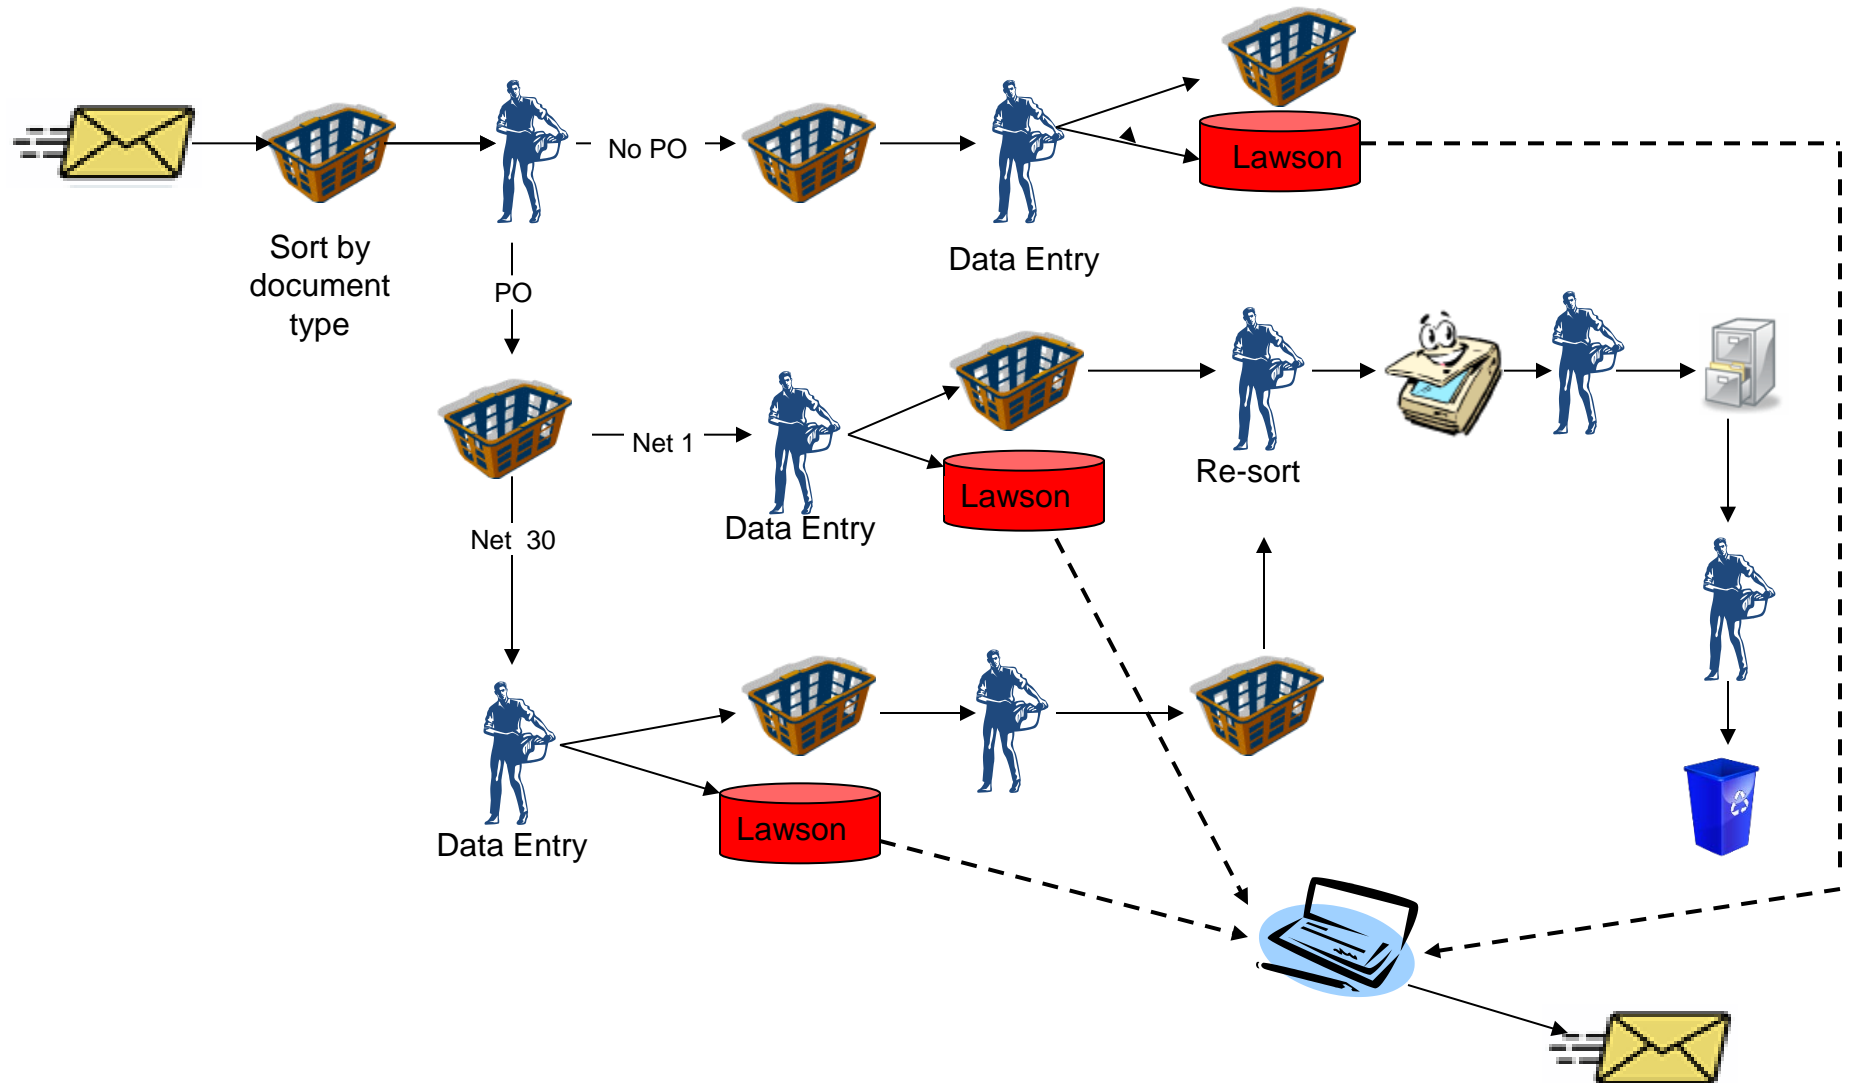 No PO
Lawson
Sort by
document
type
Data Entry
PO
Net 1
Lawson
Re-sort
Data Entry
Net  30
Lawson
Data Entry